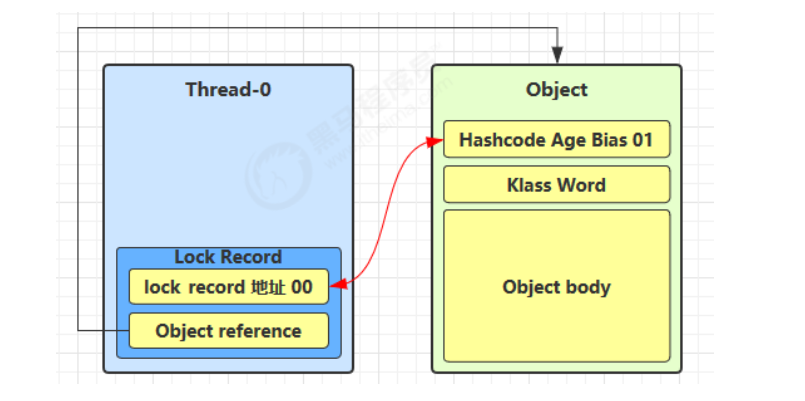 Thread-0
Lock Record
lock record 地址 00
Object reference
Object
Hashcode Age Bias 01
Klass Word
Object body
黑马程序员